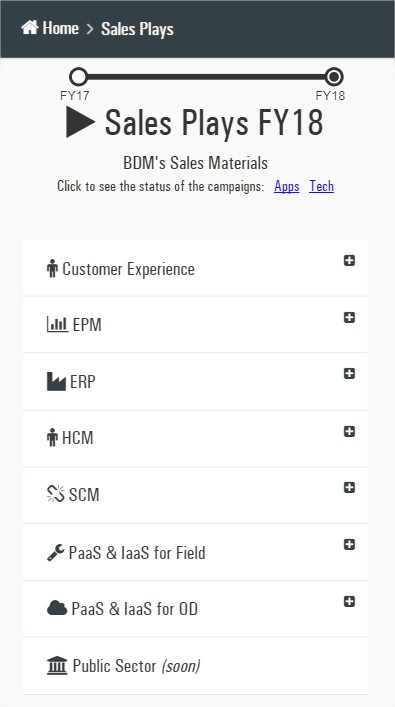 Home > Sales Plays
FY17 FY18
Sales Plays FY18
BDM's Sales Materials
Click to see the status of the campaigns: Apps Tech
Customer Experience
EPM
ERP
HCM
SCM
PaaS & IaaS for Field
PaaS & IaaS for OD
Public Sector (soon)